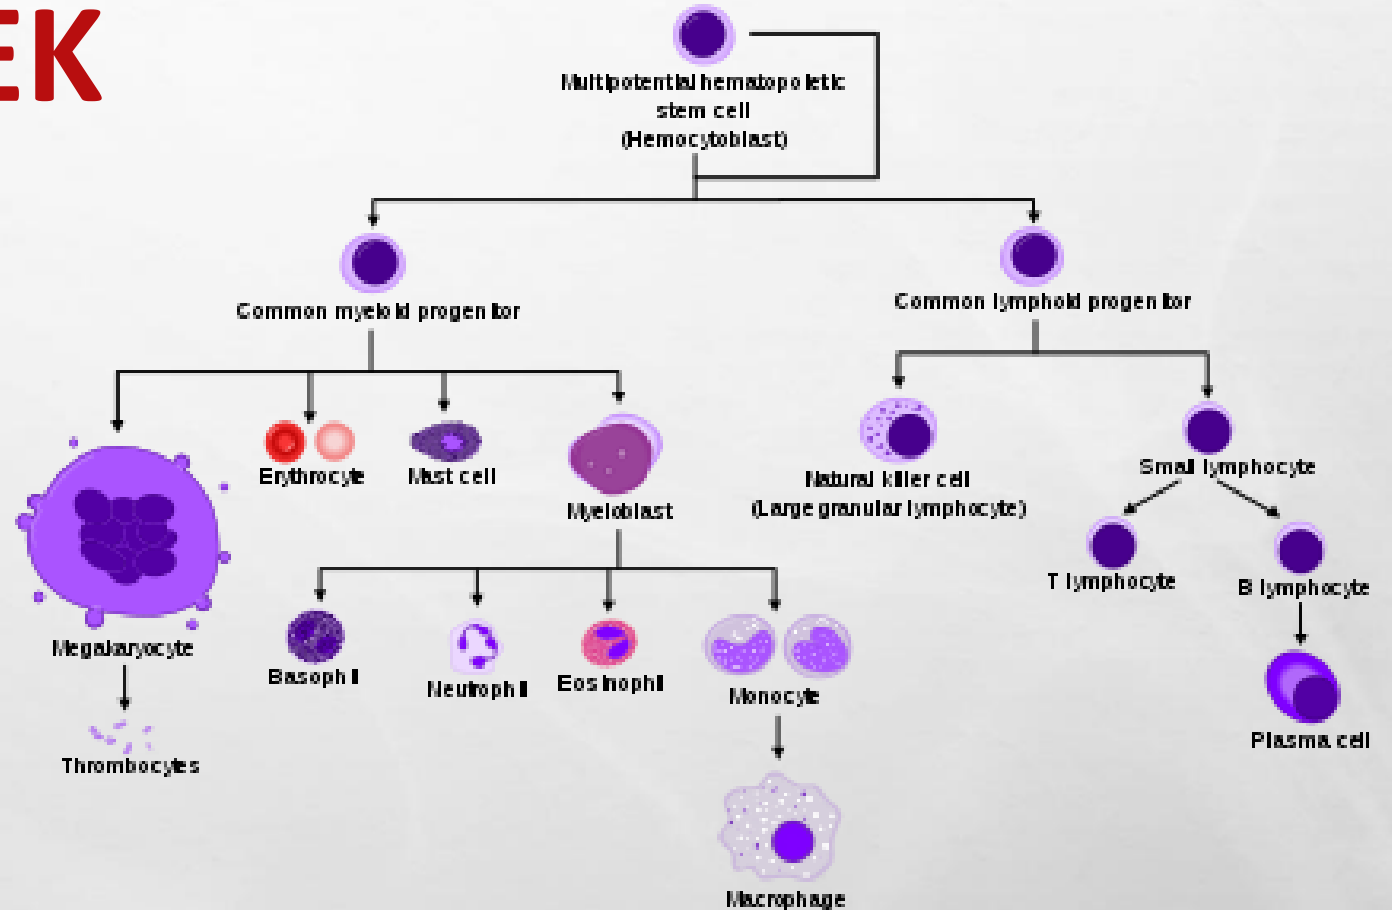 EK
Multipotential hematopoietic
stem cell
(Hemocytoblast)
Common myeloid progenitor
Common lymphoid progenitor
Erythrocyte
Mast cell
Myeloblast
Natural killer cell
(Large granular lymphocyte)
Small lymphocyte
T lymphocyte
B lymphocyte
Megakaryocyte
Basophil
Neutrophil
Eosinophil
Monocyte
Plasma cell
Thrombocytes
Macrophage